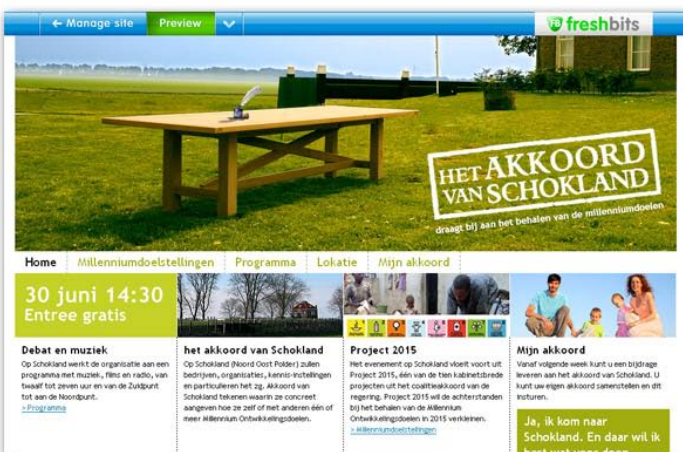 ← Manage site Preview
freshbits
HET AKKOORD
VAN SCHOKLAND
draagt bij aan het behalen van de millenniumdoelen
Home Millenniumdoelstellingen Programma Lokatie Mijn akkoord
30 juni 14:30
Entree gratis
Debat en muziek
Op Schokland werkt de organisatie aan een
programma met muziek, films en radio, van
twaalf tot zeven uur en van de Zuidpunt
tot aan de Noordpunt.
> Programma
het akkoord van Schokland
Op Schokland (Noord Oost Polder) zullen
bedrijven, organisaties, kennis-instellingen
en particulieren het zg. Akkoord van
Schokland tekenen waarin ze concreet
aangeven hoe ze zelf of met anderen één of
meer Millennium Ontwikkelingsdoelen.
Project 2015
Het evenement op Schokland vloeit voort uit
Project 2015, één van de tien kabinetsbrede
projecten uit het coalitieakkoord van de
regering. Project 2015 wil de achterstanden
bij het behalen van de Millennium
Ontwikkelingsdoelen in 2015 verkleinen.
> Millenniumdoelstellingen
Mijn akkoord
Vanaf volgende week kunt u een bijdrage
leveren aan het akkoord van Schokland. U
kunt uw eigen akkoord samenstellen en dit
insturen.
Ja, ik kom naar
Schokland. En daar wil ik